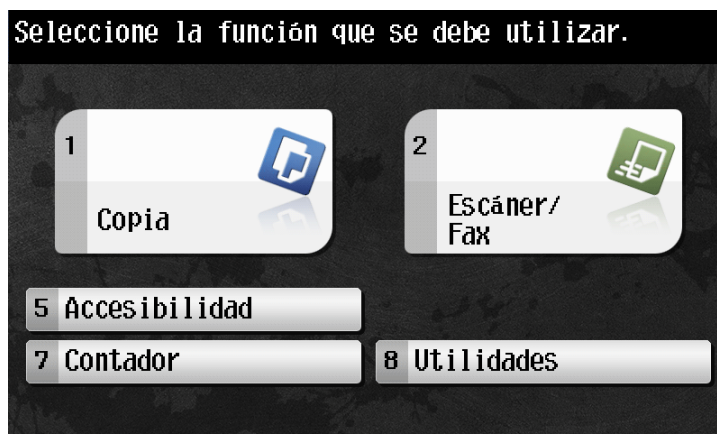 Seleccione la función que se debe utilizar.
1
Copia
2
Escáner/
Fax
5 Accesibilidad
7 Contador
8 Utilidades